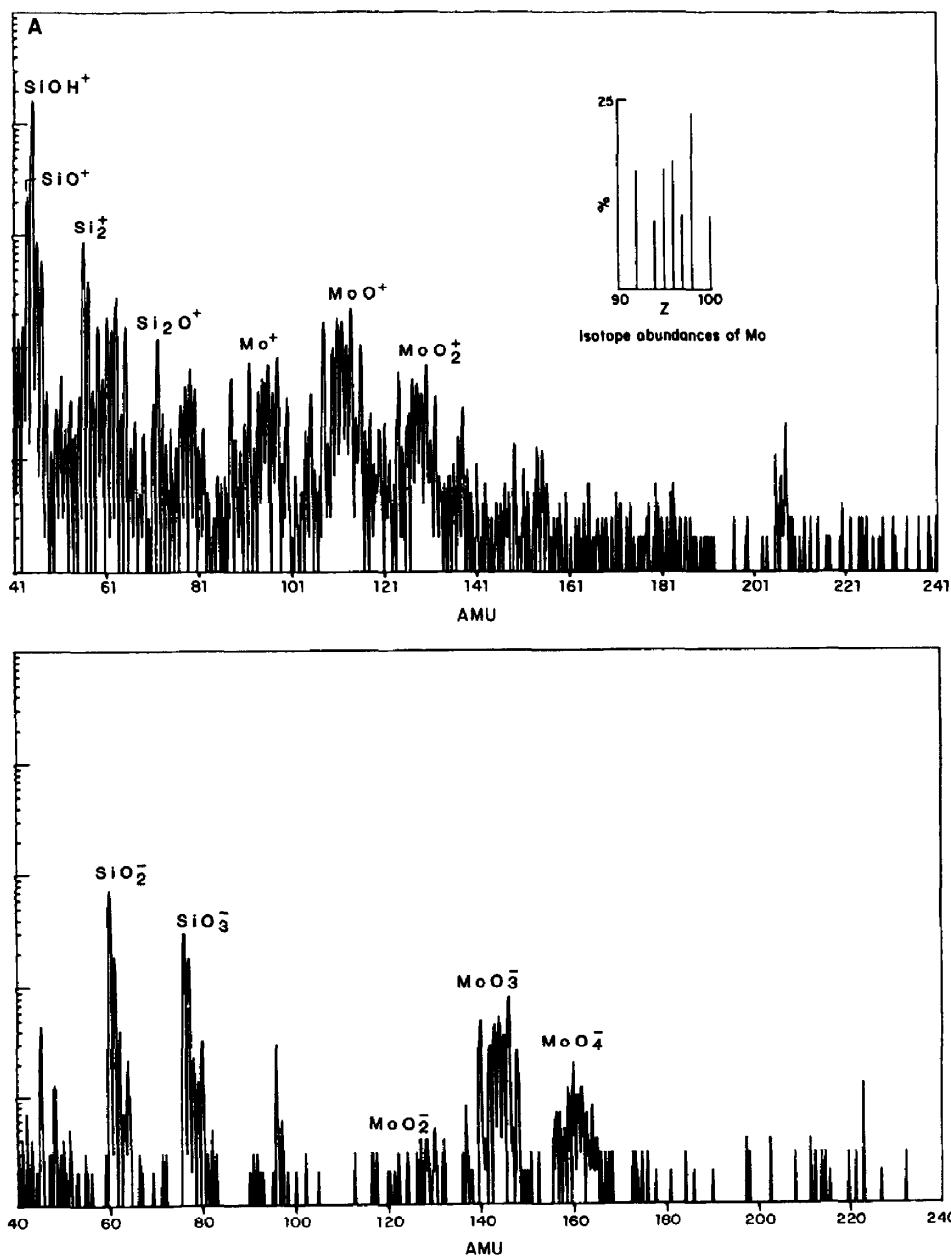 A
SiOH⁺
SiO⁺
Si₂⁺
Si₂O⁺
Mo⁺
MoO⁺
MoO₂⁺
25
%
90 100
Z
Isotope abundances of Mo
41 61 81 101 121 141 161 181 201 221 241
AMU
SiO₂⁻
SiO₃⁻
MoO₂⁻
MoO₃⁻
MoO₄⁻
40 60 80 100 120 140 160 180 200 220 240
AMU